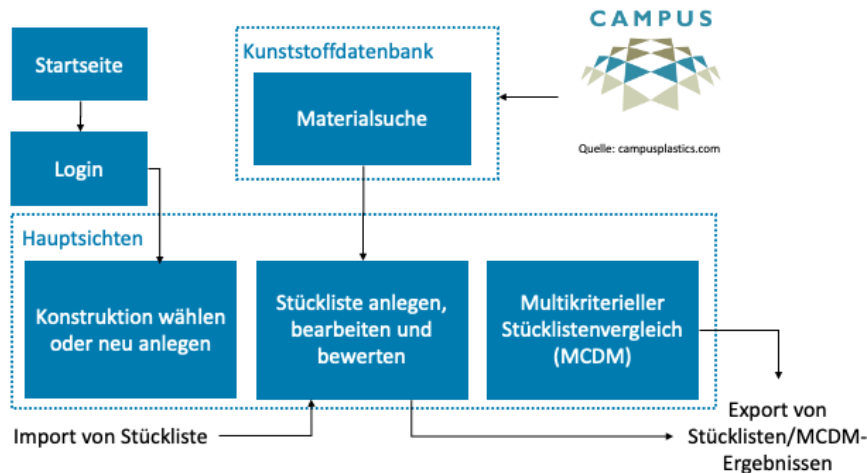 CAMPUS
Startseite
Kunststoffdatenbank
Materialsuche
Quelle: campusplastics.com
Login
Hauptsichten
Konstruktion wählen
oder neu anlegen
Stückliste anlegen,
bearbeiten und
bewerten
Multikriterieller
Stücklistenvergleich
(MCDM)
Import von Stückliste
Export von
Stücklisten/MCDM-
Ergebnissen